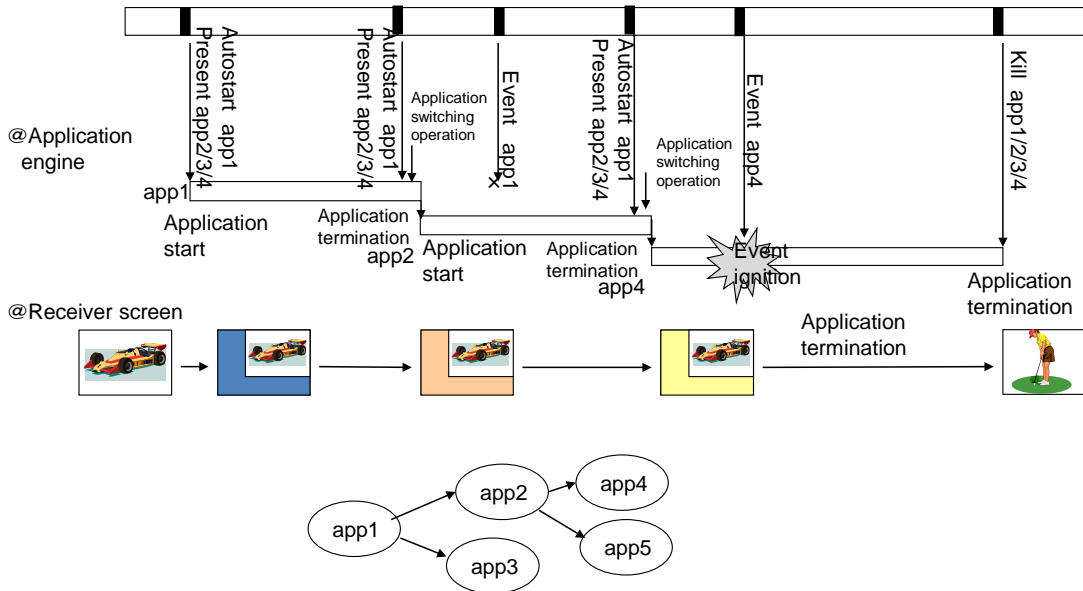 Autostart app1
Present app2/3/4
Autostart app1
Present app2/3/4
Application
switching
operation
Event app1
Autostart app1
Present app2/3/4
Application
switching
operation
Event app4
Kill app1/2/3/4
@Application
engine
app1
Application
start
Application
termination
app2
Application
start
Application
termination
app4
Event
ignition
Application
termination
@Receiver screen
Application
termination
app1
app2
app3
app4
app5